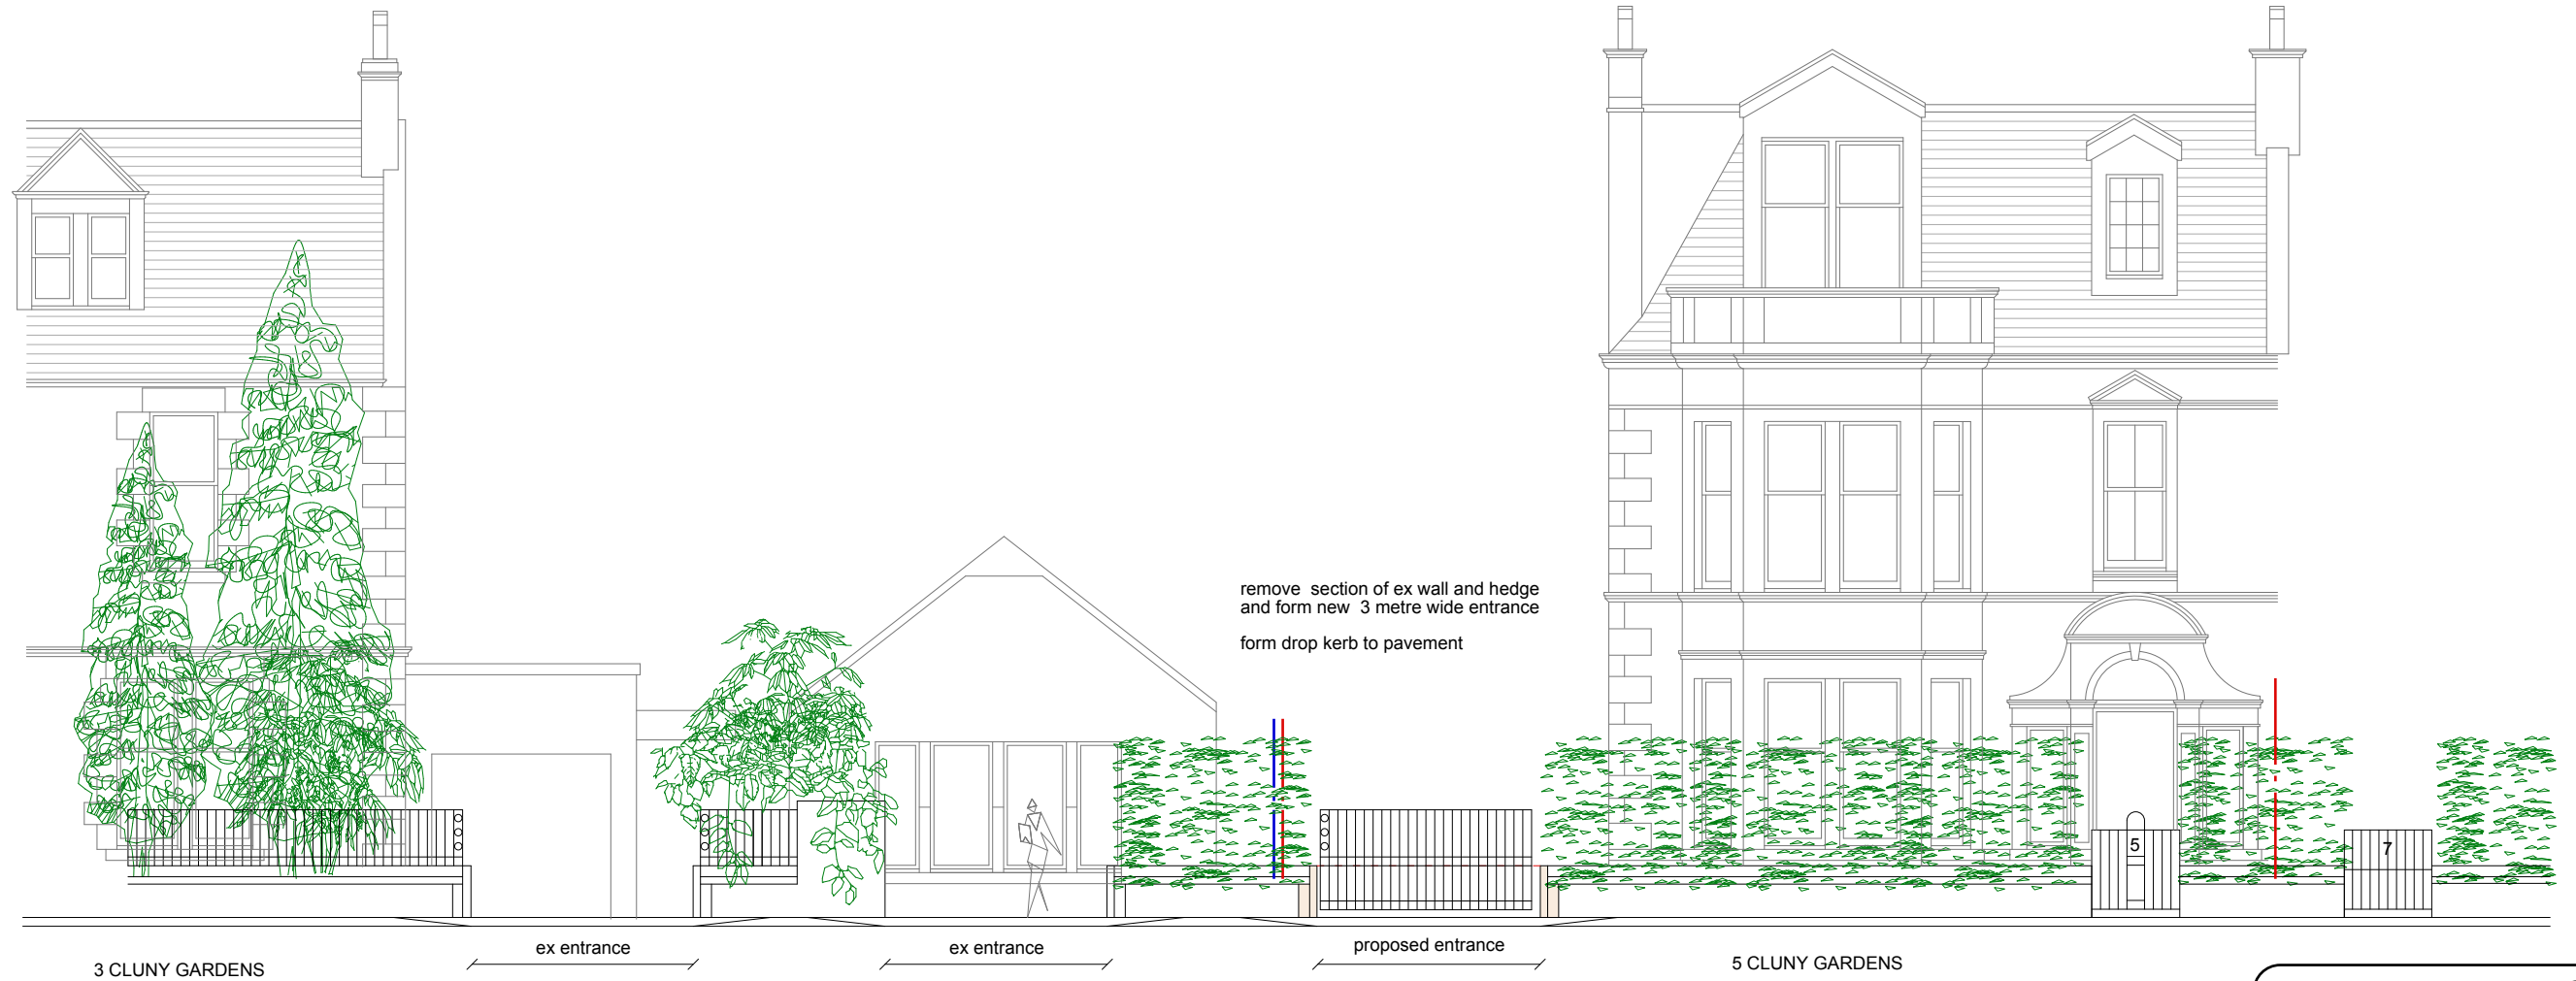 remove section of ex wall and hedge
and form new 3 metre wide entrance
form drop kerb to pavement
5
7
ex entrance
ex entrance
proposed entrance
3 CLUNY GARDENS
5 CLUNY GARDENS